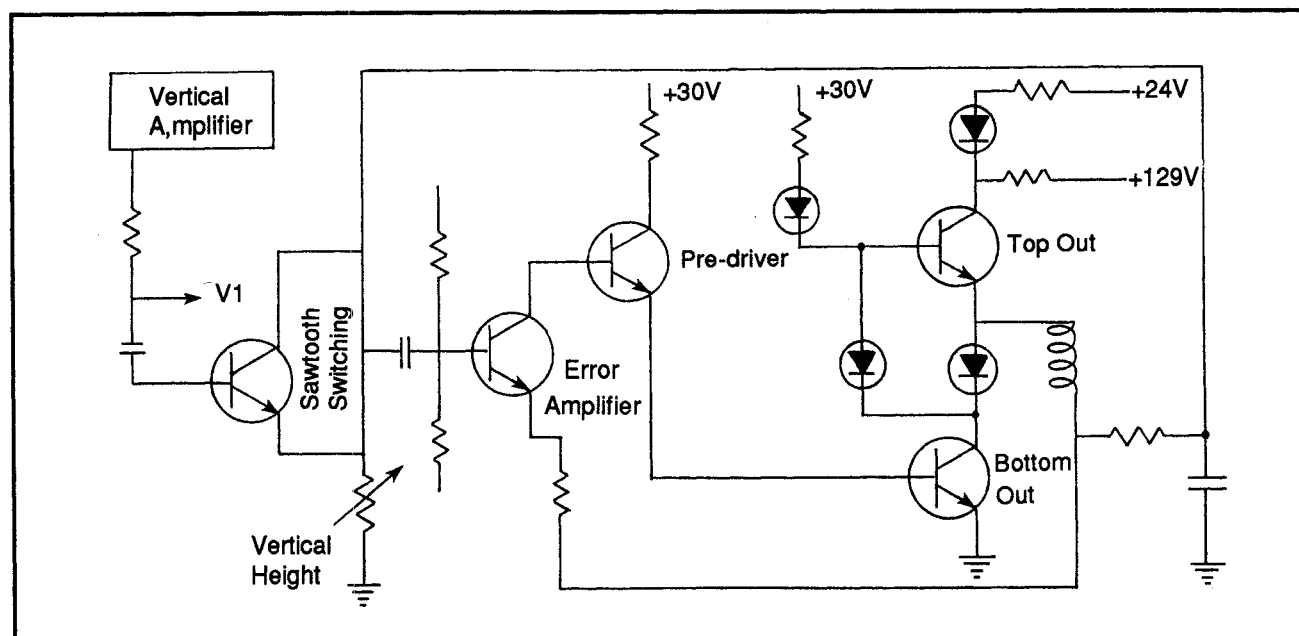 Vertical
A,mplifier
V1
Sawtooth
Switching
Vertical
Height
Error
Amplifier
+30V
Pre-driver
+30V
+24V
+129V
Top Out
Bottom
Out